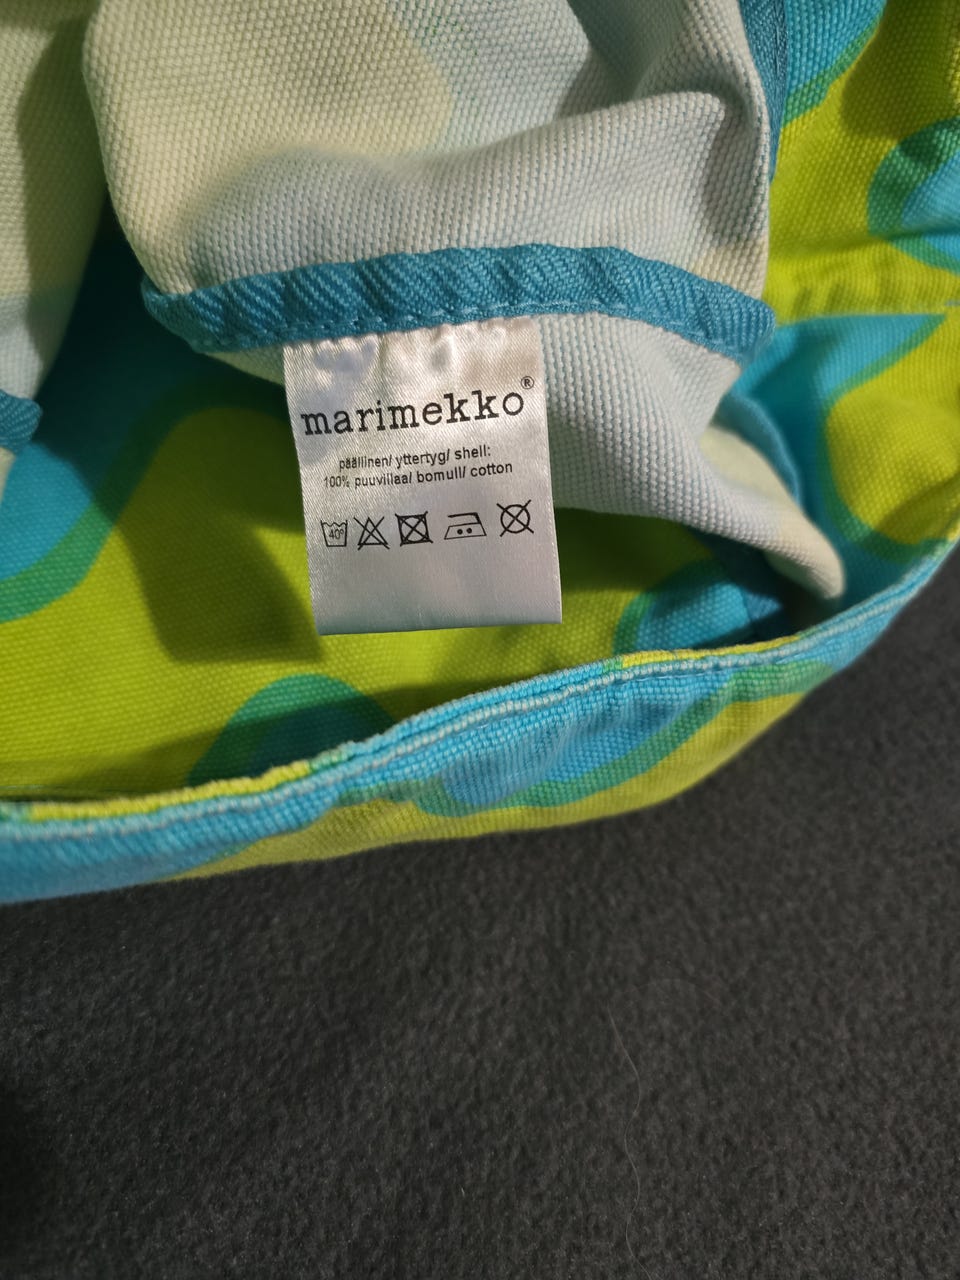 marimekko®
päällinen/ yttertyg/ shell:
100% puuvillaa/ bomull/ cotton
40°